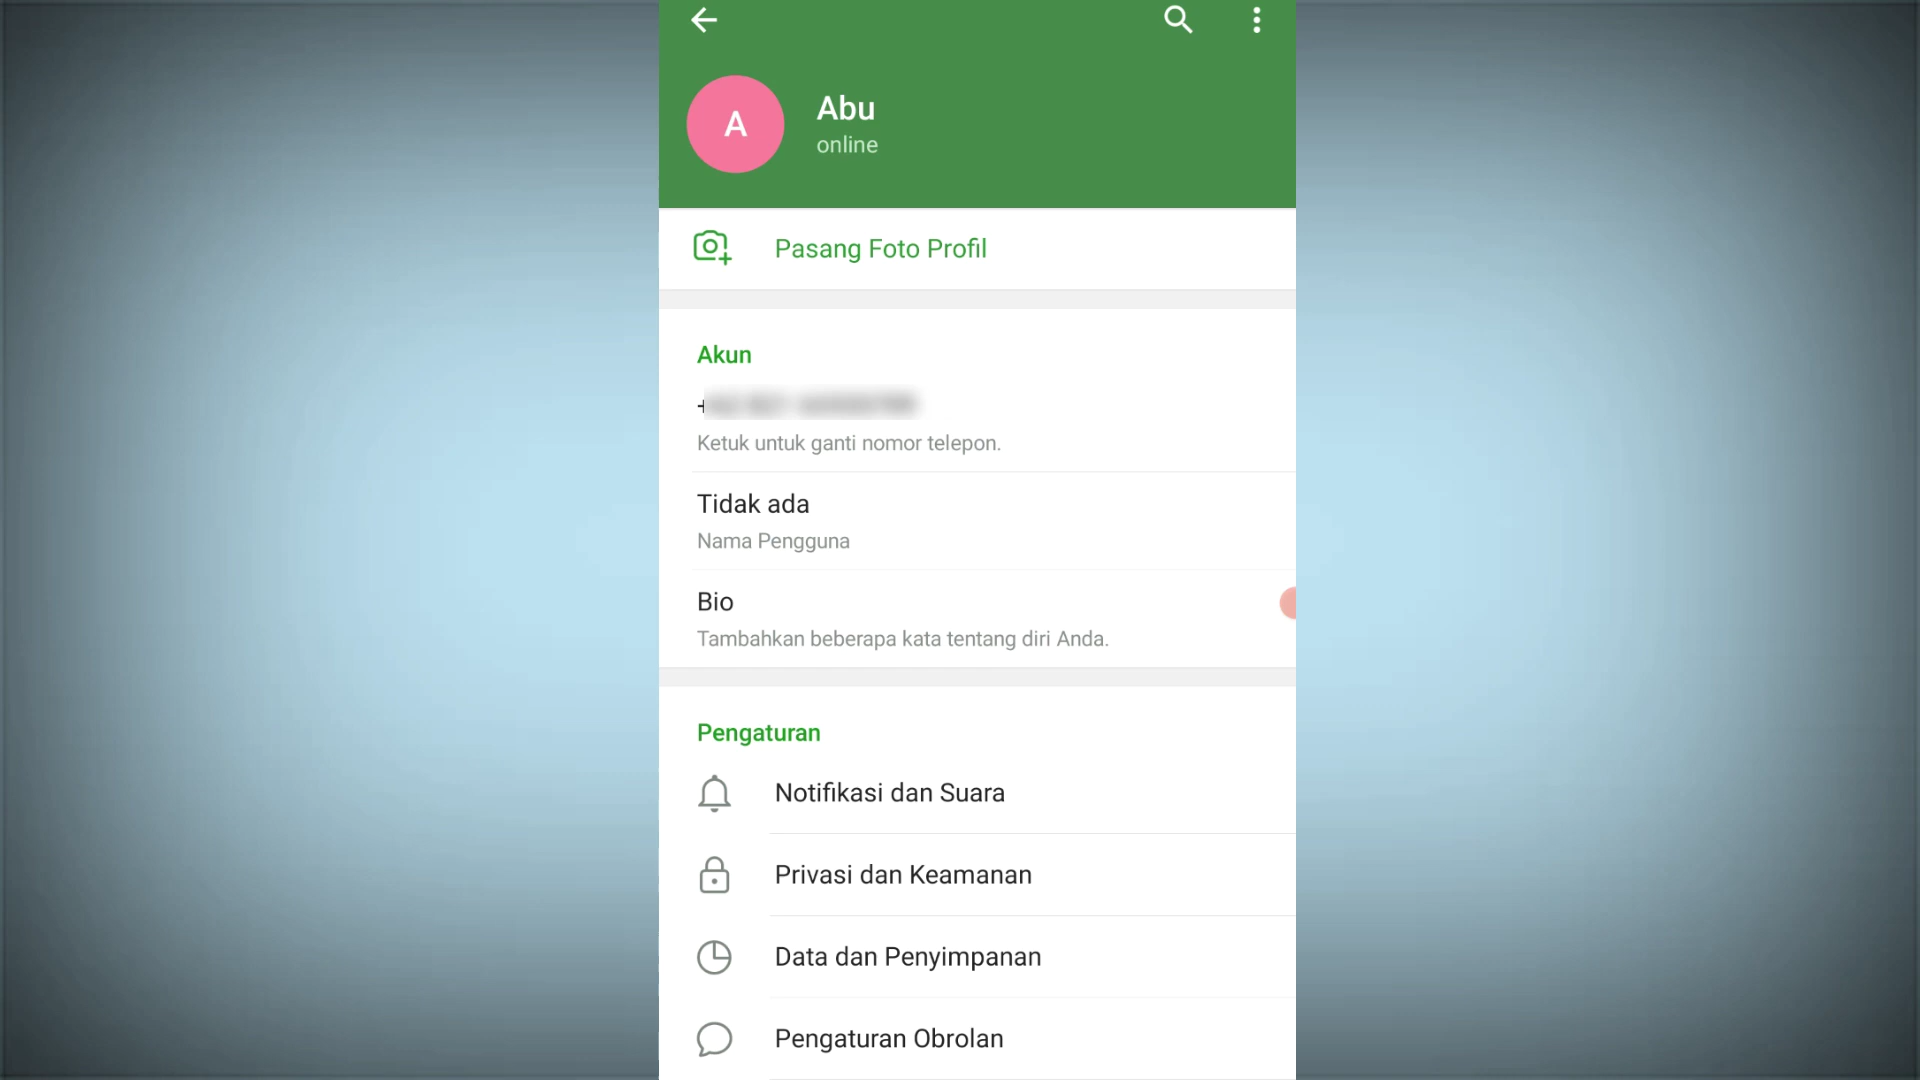 Abu
A
online
Pasang Foto Profil
Akun
Ketuk untuk ganti nomor telepon.
Tidak ada
Nama Pengguna
Bio
Tambahkan beberapa kata tentang diri Anda.
Pengaturan
Notifikasi dan Suara
Privasi dan Keamanan
Data dan Penyimpanan
Pengaturan Obrolan